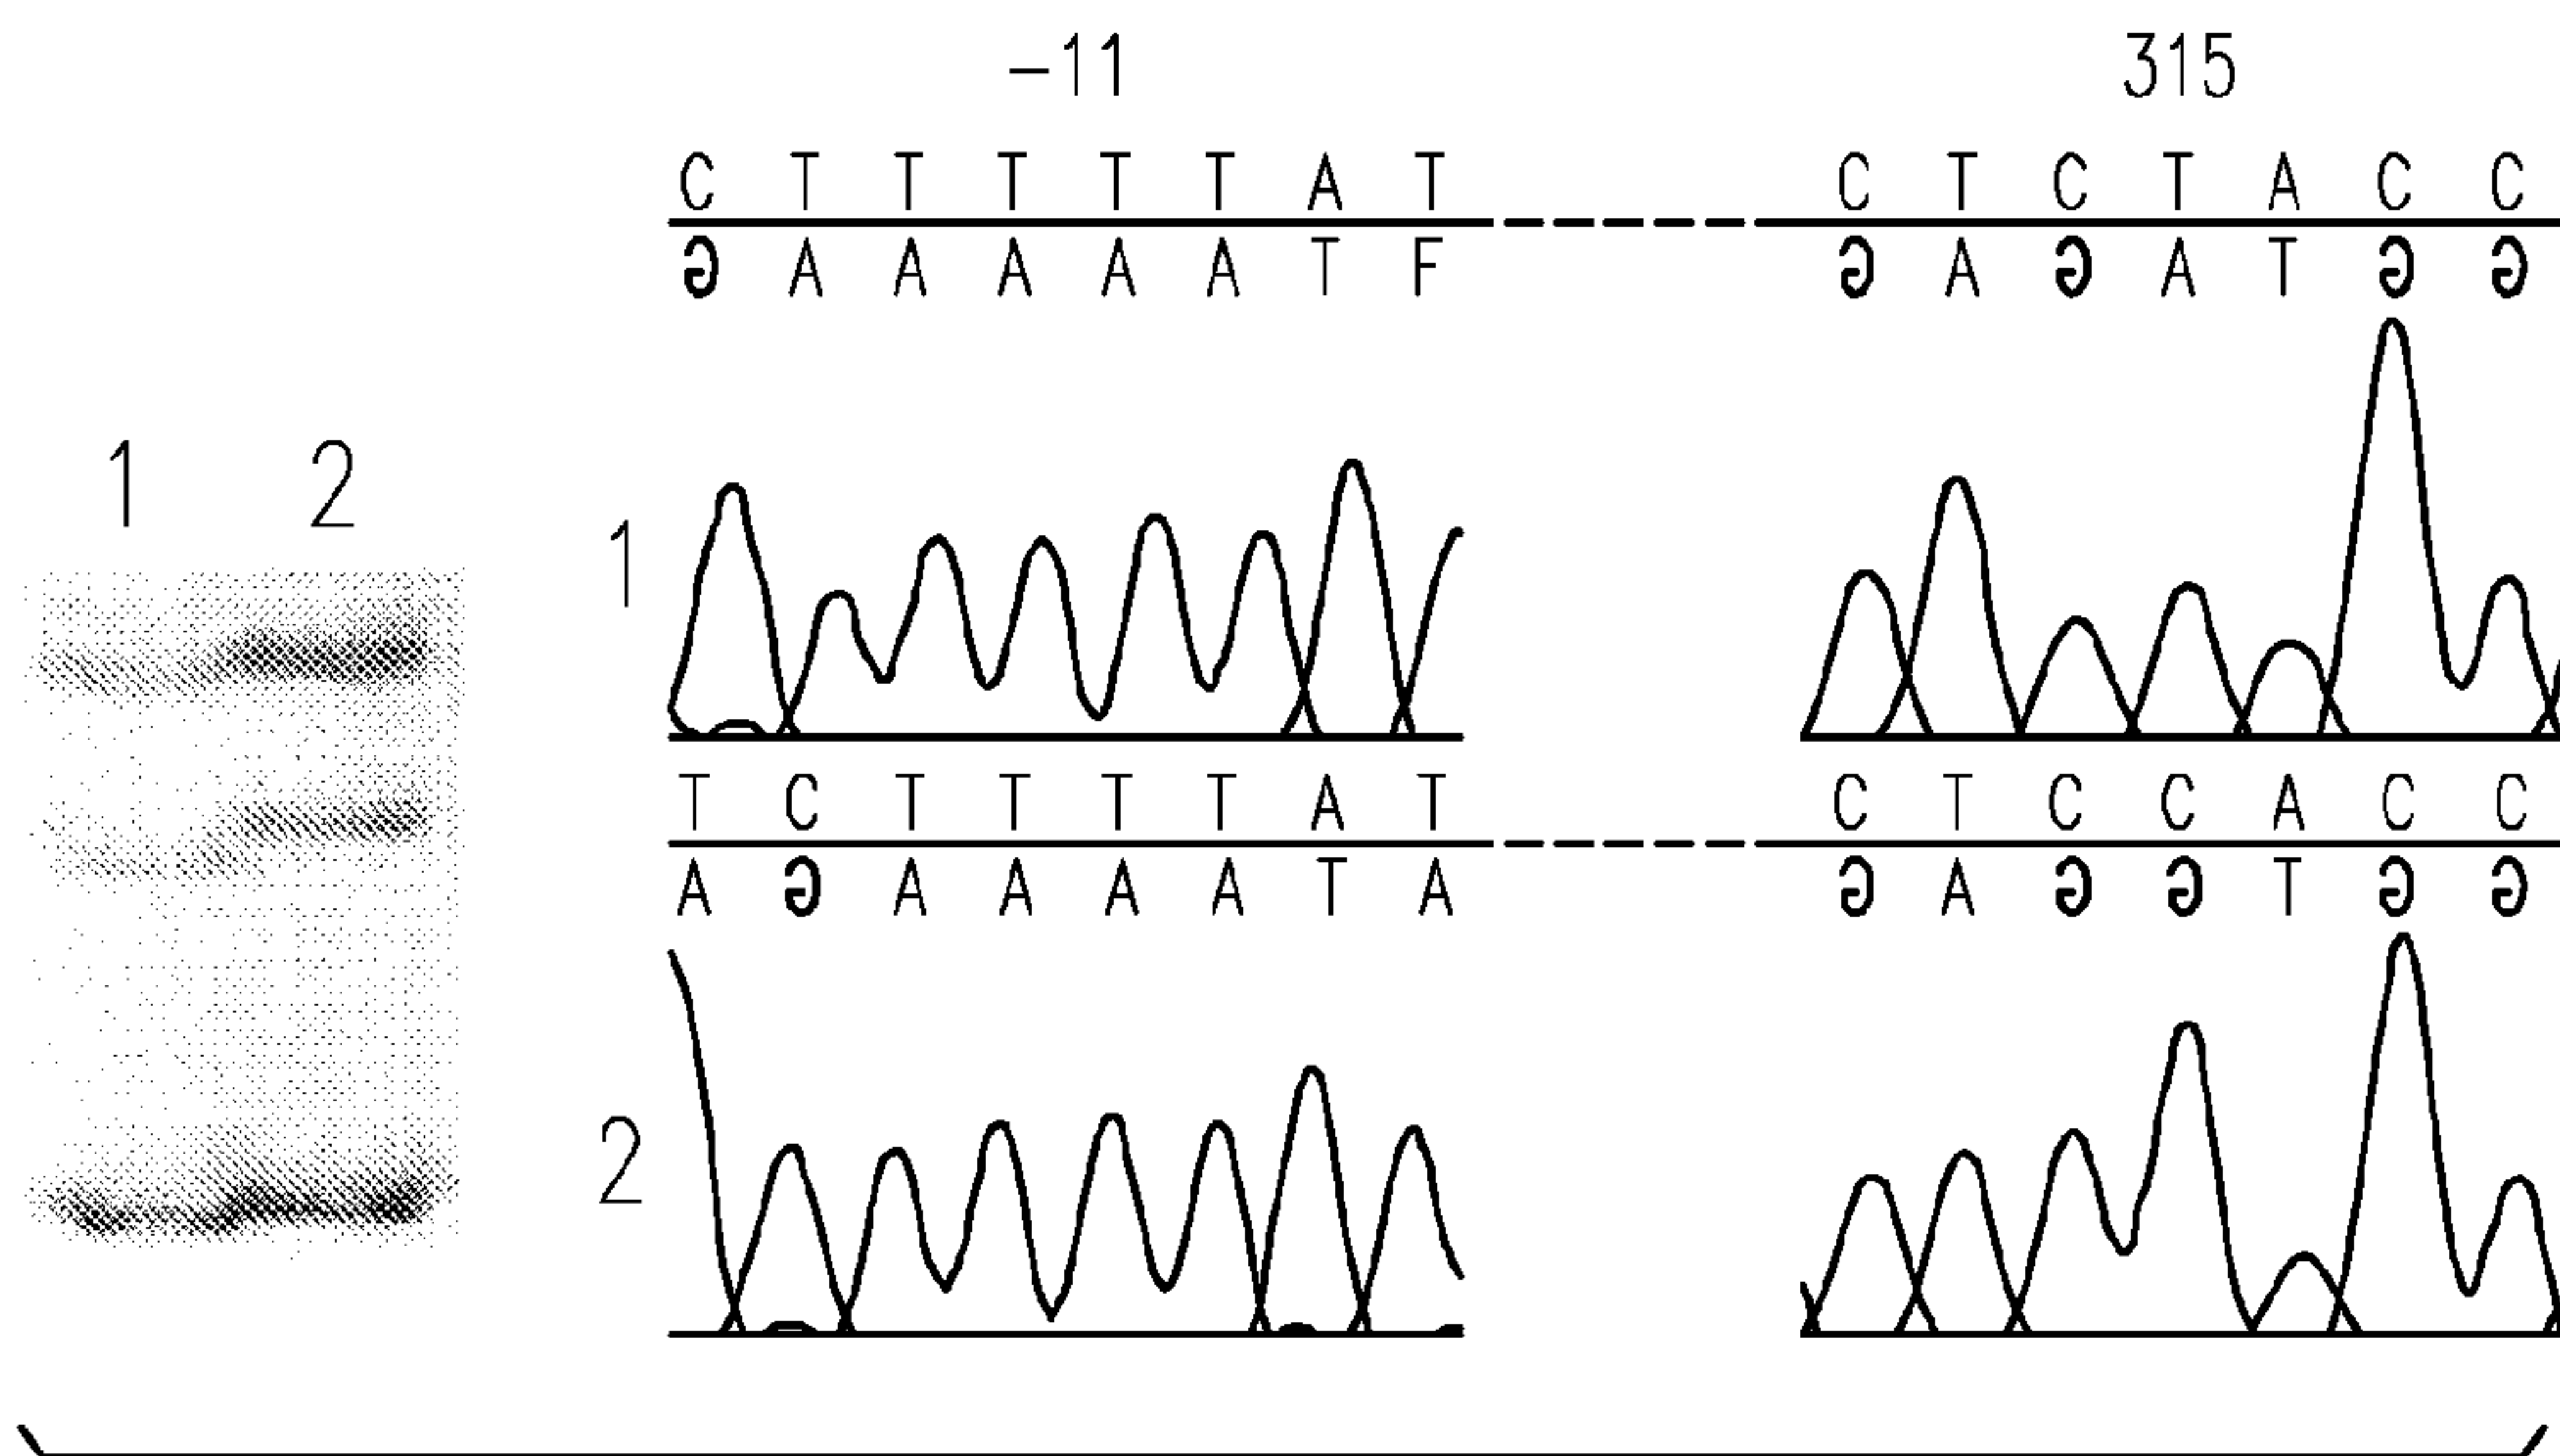 -11 315
C T T T T T A T C T C T A C C
G A A A A A T F G A G A T G G
1 2
1
T C T T T T A T C T C C A C C
A G A A A A T A G A G G T G G
2